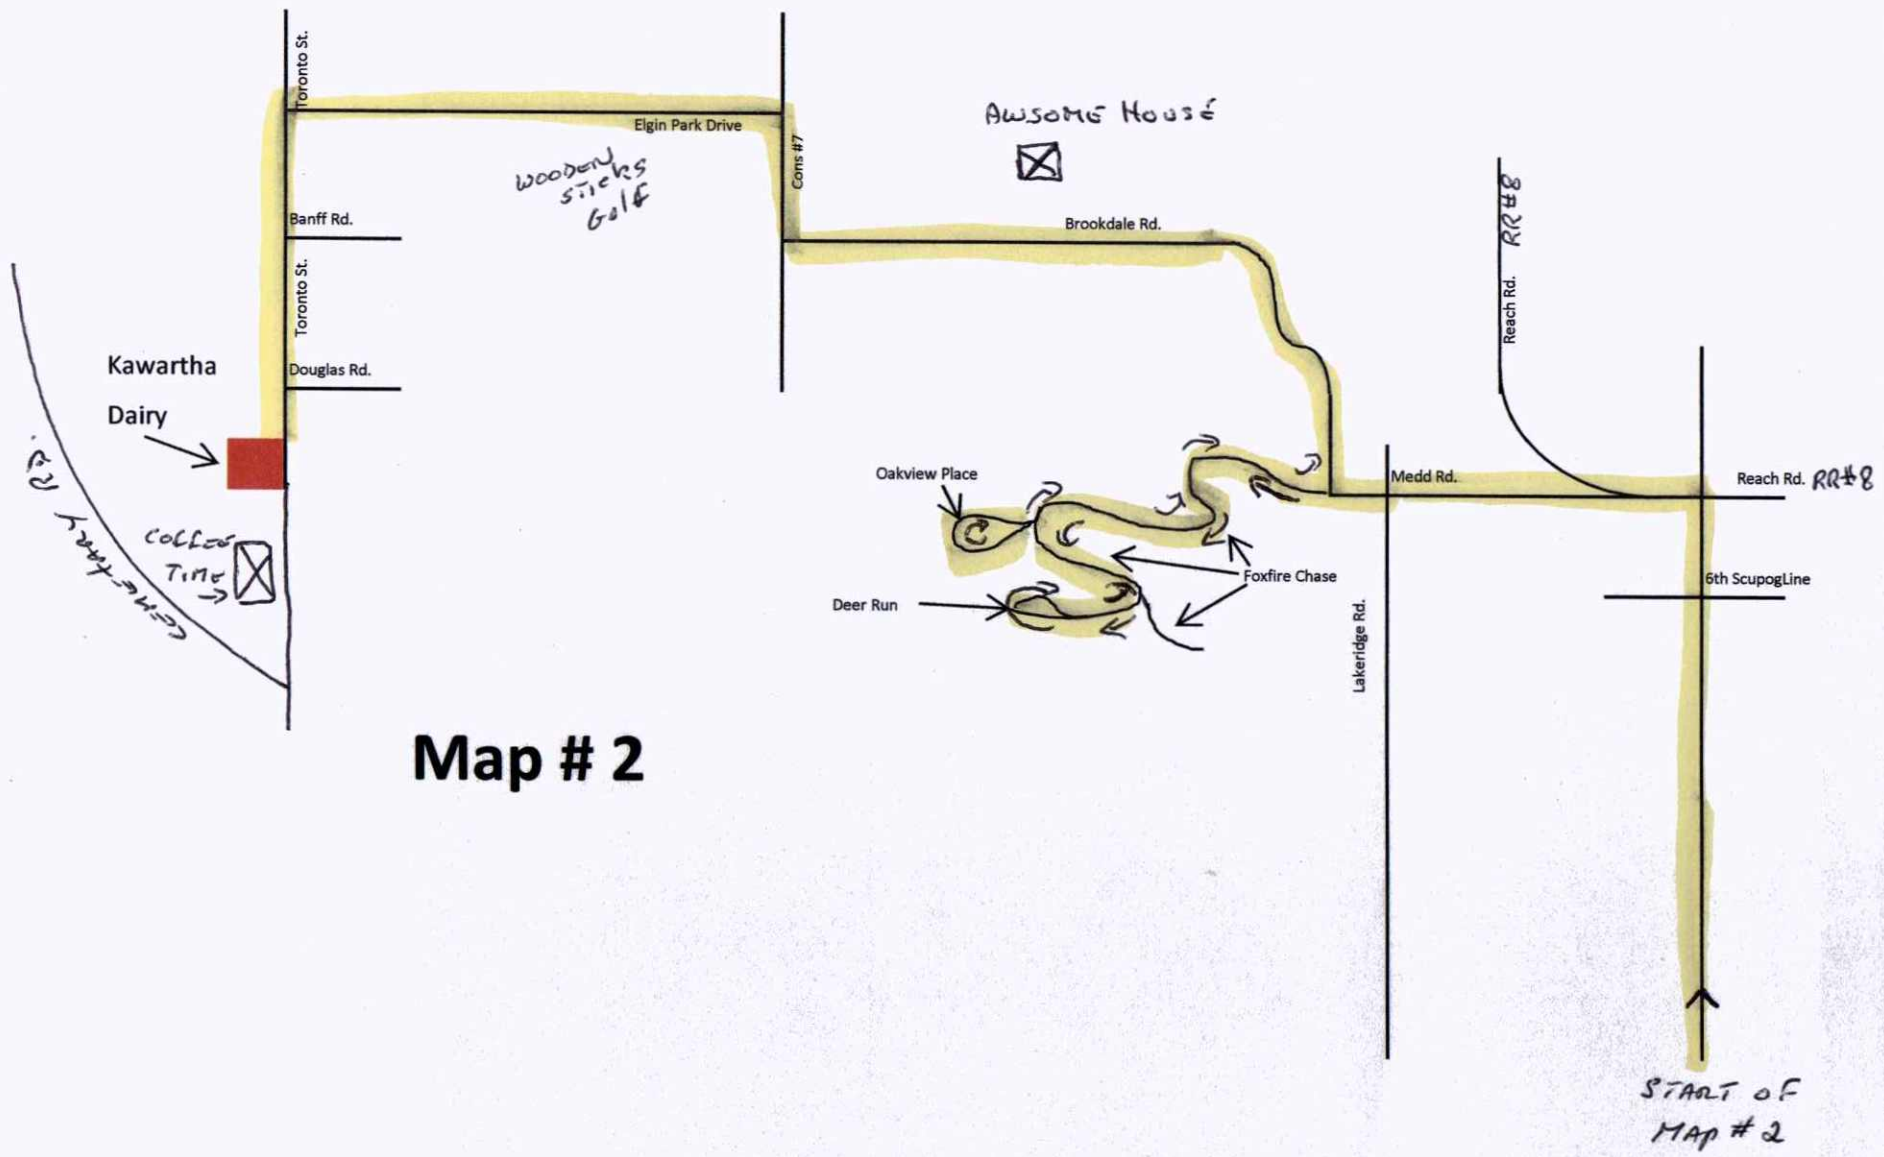 Toronto St.
Elgin Park Drive
Cons #7
AWSOME HOUSE
WOODEN
STICKS
GOLF
Banff Rd.
Brookdale Rd.
RR#8
Toronto St.
Reach Rd.
Kawartha
Dairy
Douglas Rd.
Oakview Place
Medd Rd.
Reach Rd. RR#8
CEMETARY RD.
COFFEE
TIME
Foxfire Chase
6th ScupogLine
Deer Run
Lakeridge Rd.
Map # 2
START OF
MAP # 2